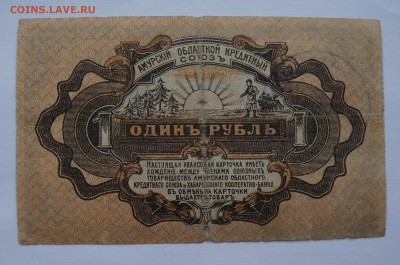 COINS.LAVE.RU
АМУРСКІЙ ОБЛАСТНОЙ КРЕДИТНЫЙ
СОЮЗЪ
1 1
ОДИНЪ РУБЛЬ
НАСТОЯЩАЯ АВАНСОВАЯ КАРТОЧКА ИМѢЕТЪ
ХОЖДЕНІЕ МЕЖДУ ЧЛЕНАМИ СОЮЗНЫХЪ
ТОВАРИЩЕСТВЪ АМУРСКАГО ОБЛАСТНОГО
КРЕДИТНАГО СОЮЗА И ХАБАРОВСКАГО КООПЕРАТИВ-БАНКА
ВЪ ОБМѢНЪ НА КАРТОЧКИ
ВЫДАЕТСЯ ТОВАРЪ